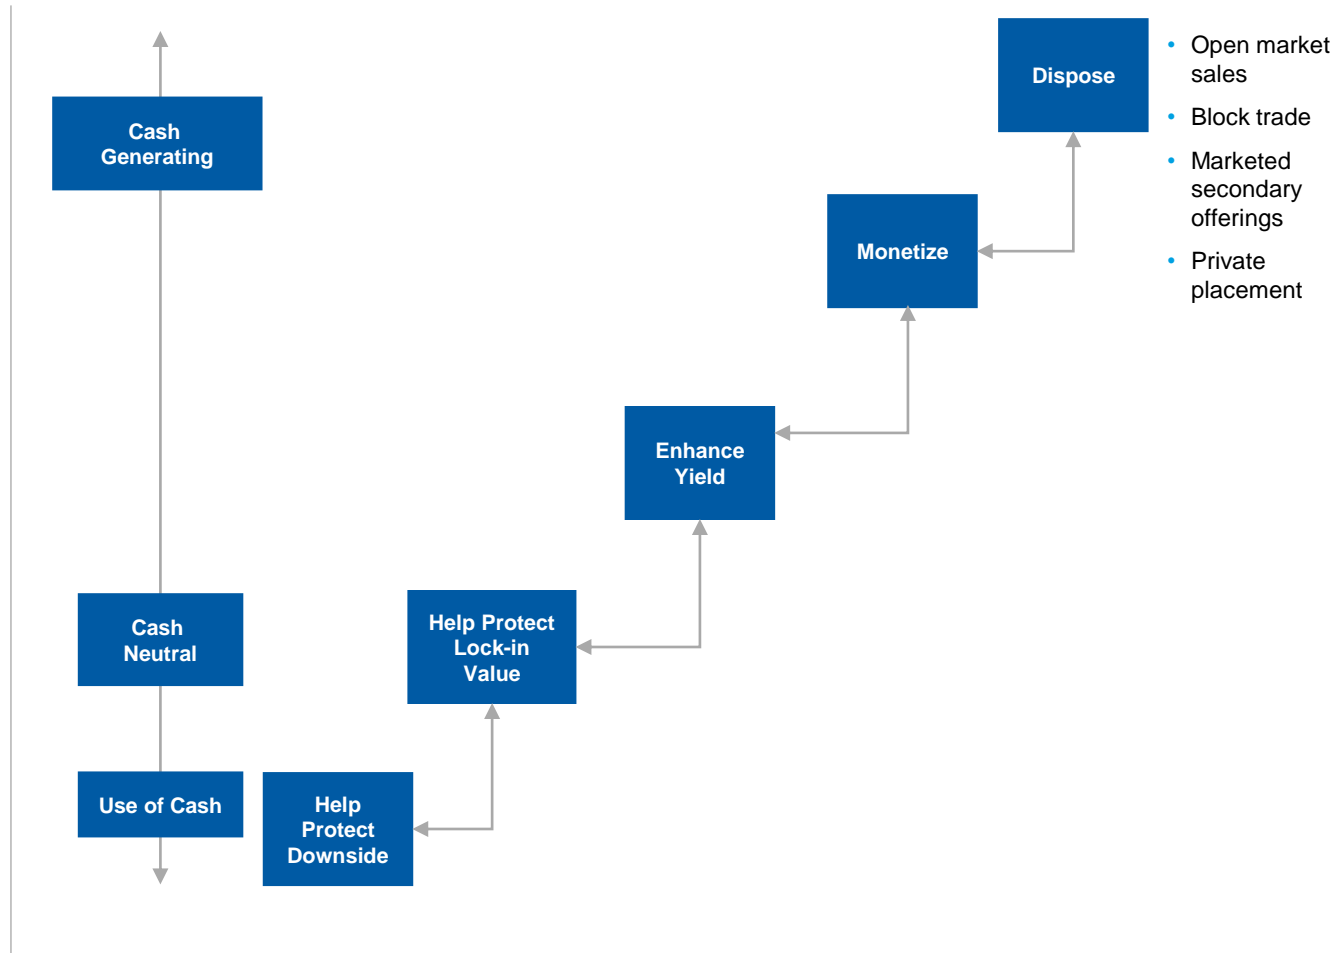 Cash
Generating
Cash
Neutral
Use of Cash
Help
Protect
Downside
Help Protect
Lock-in
Value
Enhance
Yield
Monetize
Dispose
• Open market
sales
• Block trade
• Marketed
secondary
offerings
• Private
placement